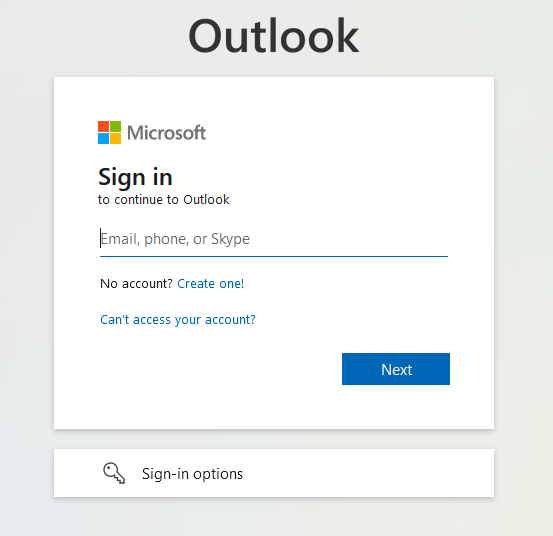 Outlook
Microsoft
Sign in
to continue to Outlook
Email, phone, or Skype
No account? Create one!
Can't access your account?
Next
Sign-in options